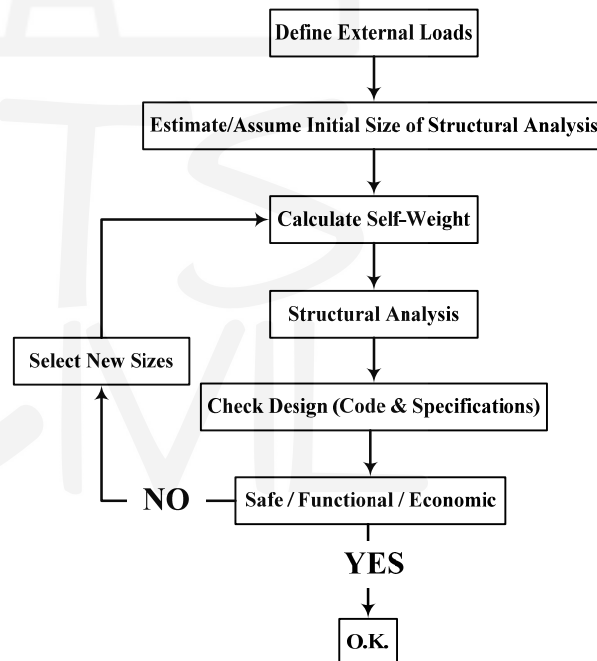 Define External Loads
Estimate/Assume Initial Size of Structural Analysis
Calculate Self-Weight
Structural Analysis
Select New Sizes
Check Design (Code & Specifications)
NO
Safe / Functional / Economic
YES
O.K.